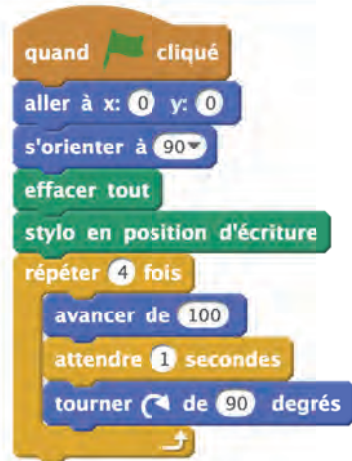 quand cliqué
aller à x: 0 y: 0
s'orienter à 90
effacer tout
stylo en position d'écriture
répéter 4 fois
avancer de 100
attendre 1 secondes
tourner de 90 degrés